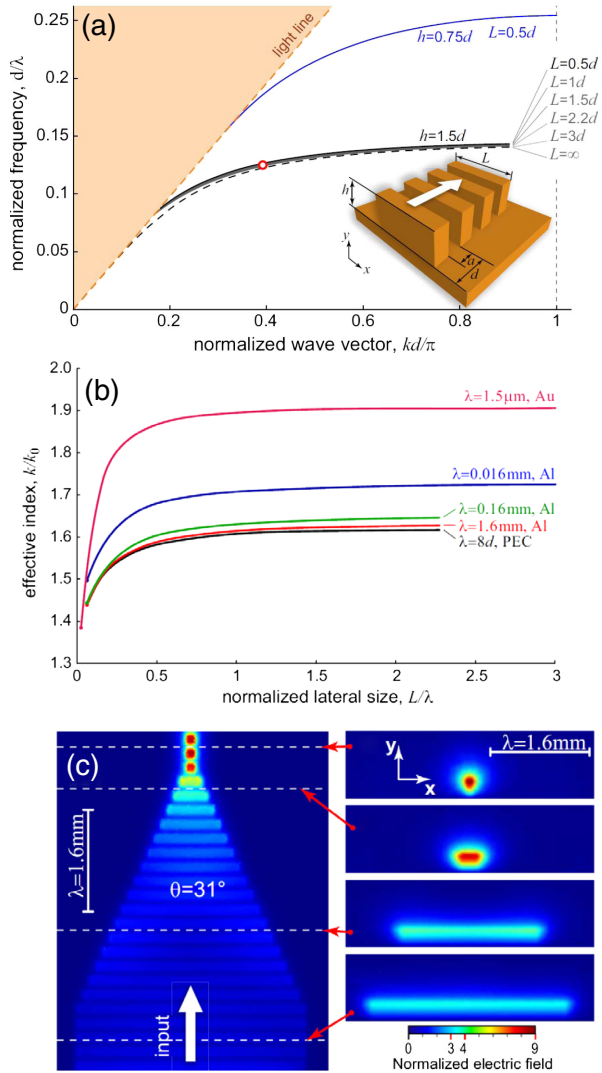 (a)
h=0.75d L=0.5d
light line
L=0.5d
L=1d
L=1.5d
L=2.2d
L=3d
L=∞
h=1.5d
0.25
0.2
0.15
0.1
0.05
0
normalized frequency, d/λ
L
h
a
d
y
x
0 0.2 0.4 0.6 0.8 1
normalized wave vector, kd/π
(b)
2.0
1.9
1.8
1.7
1.6
1.5
1.4
1.3
effective index, k/k₀
λ=1.5μm, Au
λ=0.016mm, Al
λ=0.16mm, Al
λ=1.6mm, Al
λ=8d, PEC
0 0.5 1 1.5 2 2.5 3
normalized lateral size, L/λ
(c)
λ=1.6mm
θ=31°
input
y
x
λ=1.6mm
0 3 4 9
Normalized electric field